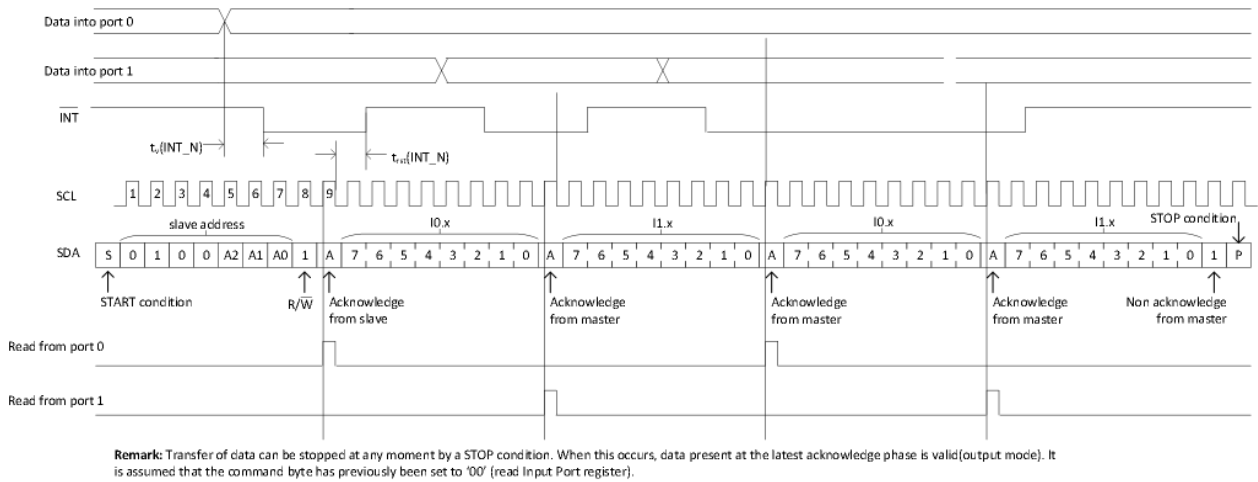 Data into port 0
Data into port 1
INT
tv(INT_N)
trst(INT_N)
SCL
1 2 3 4 5 6 7 8 9
slave address I0.x I1.x I0.x I1.x STOP condition
SDA
S 0 1 0 0 A2 A1 A0 1 A 7 6 5 4 3 2 1 0 A 7 6 5 4 3 2 1 0 A 7 6 5 4 3 2 1 0 A 7 6 5 4 3 2 1 0 1 P
START condition
R/W
Acknowledge
from slave
Acknowledge
from master
Acknowledge
from master
Acknowledge
from master
Non acknowledge
from master
Read from port 0
Read from port 1
Remark: Transfer of data can be stopped at any moment by a STOP condition. When this occurs, data present at the latest acknowledge phase is valid(output mode). It
is assumed that the command byte has previously been set to '00' (read Input Port register).